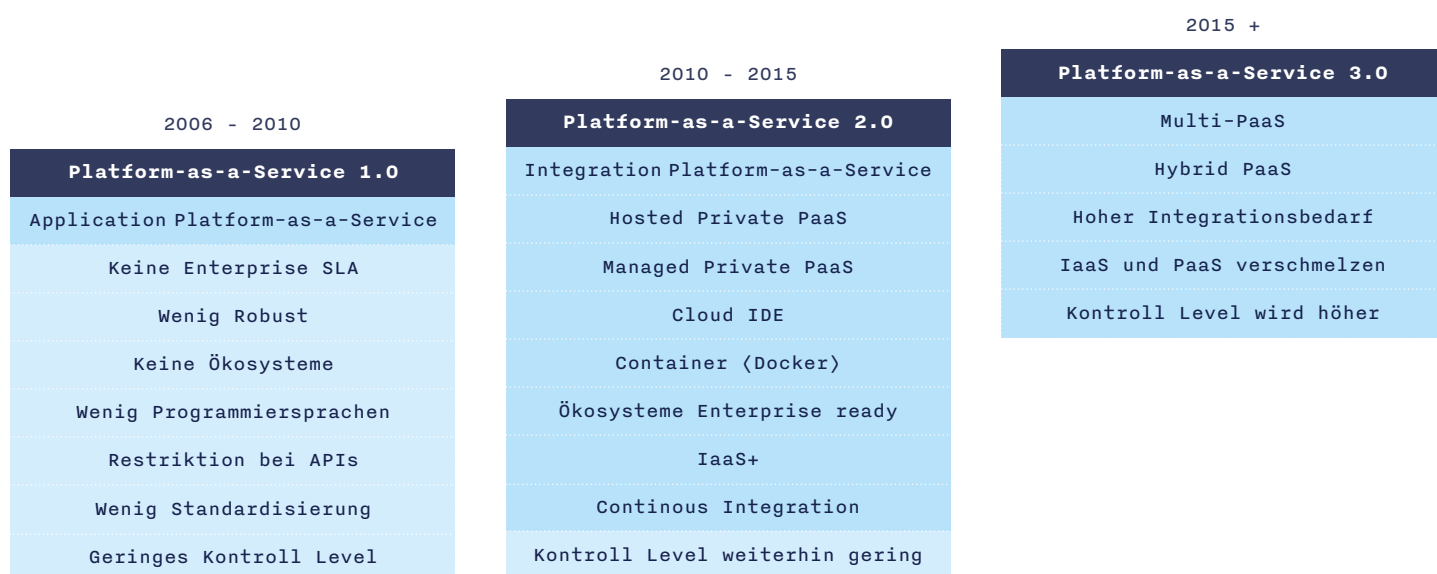 2006 - 2010
Platform-as-a-Service 1.0
Application Platform-as-a-Service
Keine Enterprise SLA
Wenig Robust
Keine Ökosysteme
Wenig Programmiersprachen
Restriktion bei APIs
Wenig Standardisierung
Geringes Kontroll Level
2010 - 2015
Platform-as-a-Service 2.0
Integration Platform-as-a-Service
Hosted Private PaaS
Managed Private PaaS
Cloud IDE
Container (Docker)
Ökosysteme Enterprise ready
IaaS+
Continous Integration
Kontroll Level weiterhin gering
2015 +
Platform-as-a-Service 3.0
Multi-PaaS
Hybrid PaaS
Hoher Integrationsbedarf
IaaS und PaaS verschmelzen
Kontroll Level wird höher